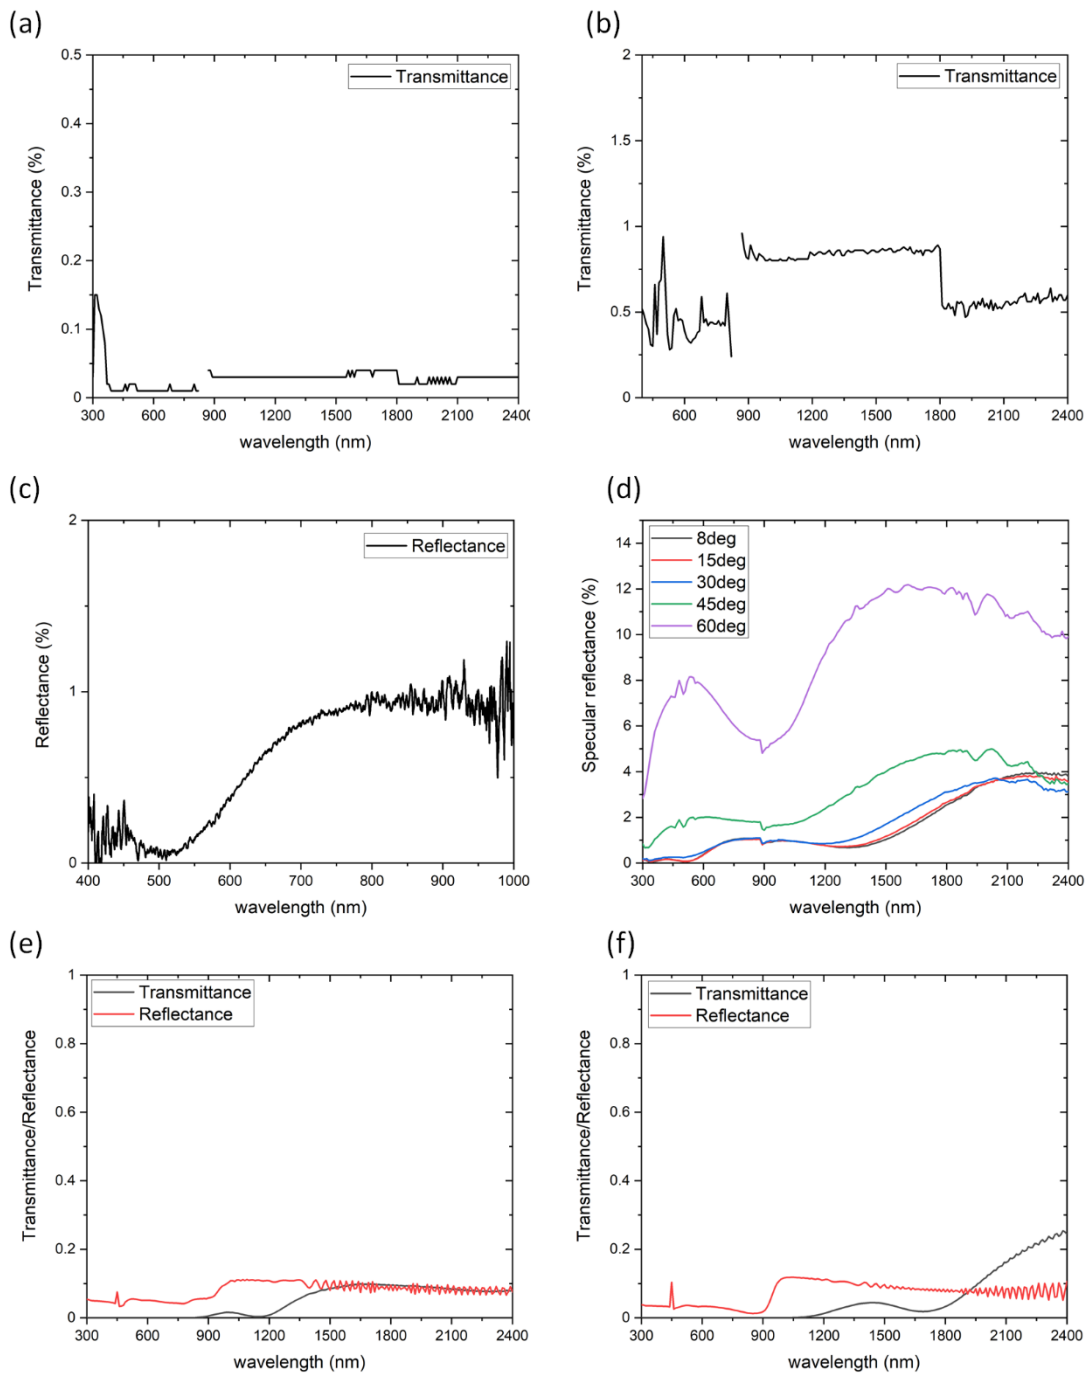 (a)
(b)
0.5
0.4
0.3
0.2
0.1
0
Transmittance (%)
Transmittance
300 600 900 1200 1500 1800 2100 2400
wavelength (nm)
2
1.5
1
0.5
0
Transmittance (%)
Transmittance
600 900 1200 1500 1800 2100 2400
wavelength (nm)
(c)
(d)
2
1
0
Reflectance (%)
Reflectance
400 500 600 700 800 900 1000
wavelength (nm)
14
12
10
8
6
4
2
0
Specular reflectance (%)
8deg
15deg
30deg
45deg
60deg
300 600 900 1200 1500 1800 2100 2400
wavelength (nm)
(e)
(f)
1
0.8
0.6
0.4
0.2
0
Transmittance/Reflectance
Transmittance
Reflectance
300 600 900 1200 1500 1800 2100 2400
wavelength (nm)
1
0.8
0.6
0.4
0.2
0
Transmittance/Reflectance
Transmittance
Reflectance
300 600 900 1200 1500 1800 2100 2400
wavelength (nm)